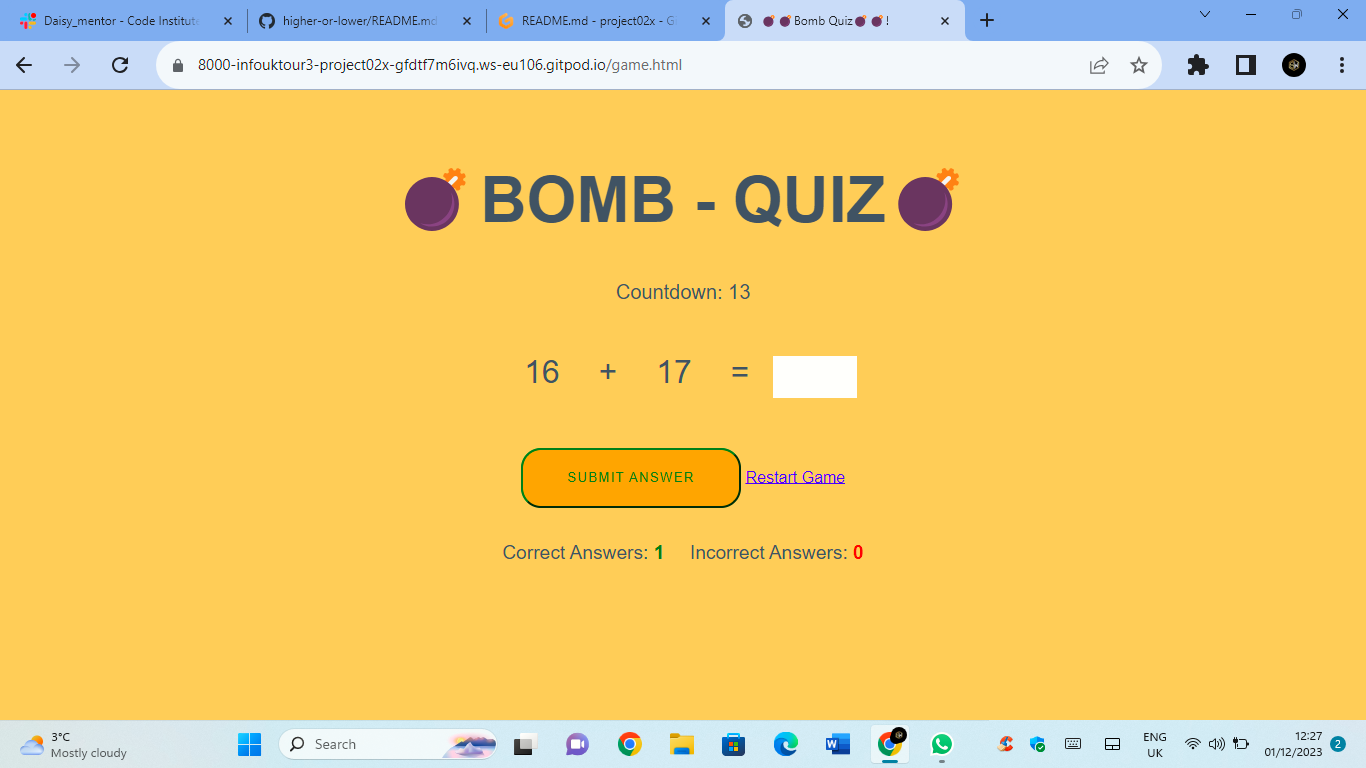 Daisy_mentor - Code Institute
higher-or-lower/README.md
README.md - project02x - Gi
💣💣Bomb Quiz💣💣!
8000-infouktour3-project02x-gfdtf7m6ivq.ws-eu106.gitpod.io/game.html
💣 BOMB - QUIZ 💣
Countdown: 13
16 + 17 =
SUBMIT ANSWER Restart Game
Correct Answers: 1 Incorrect Answers: 0
3°C
Mostly cloudy
Search
ENG
UK
12:27
01/12/2023
2